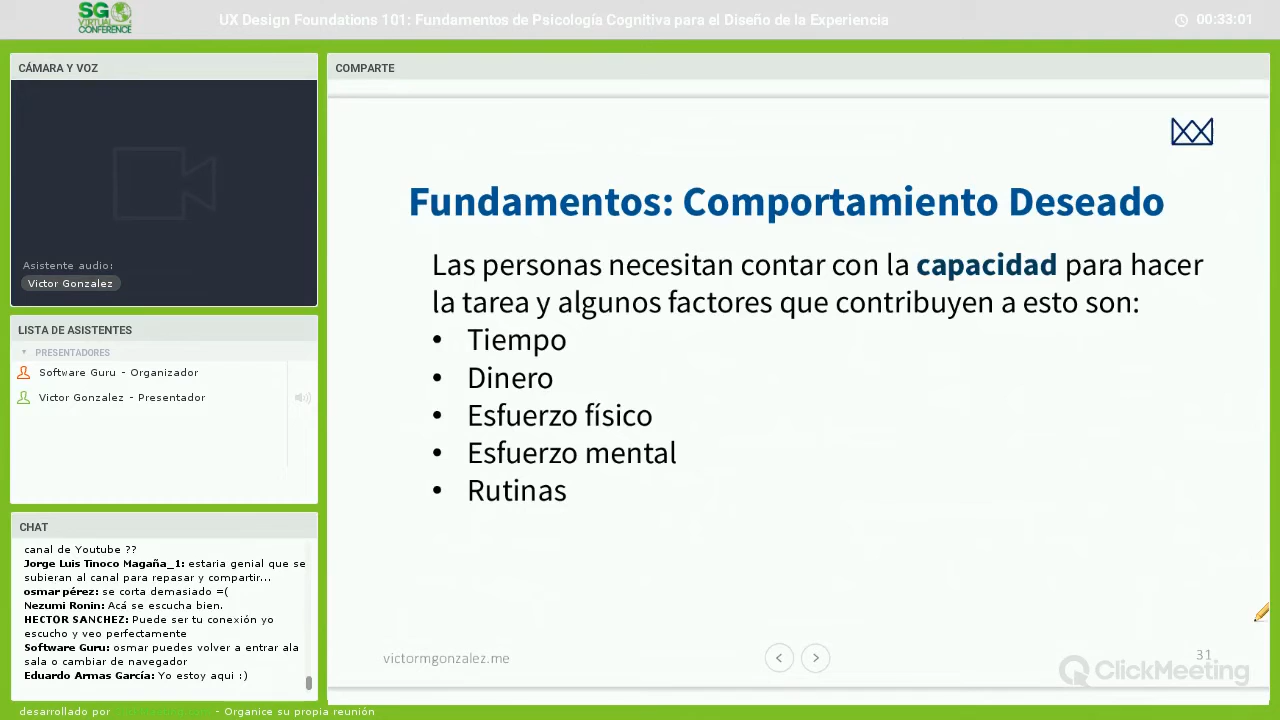 SG
VIRTUAL
CONFERENCE
UX Design Foundations 101: Fundamentos de Psicología Cognitiva para el Diseño de la Experiencia
00:33:01
CÁMARA Y VOZ
Asistente audio:
Victor Gonzalez
LISTA DE ASISTENTES
PRESENTADORES
Software Guru - Organizador
Victor Gonzalez - Presentador
CHAT
canal de Youtube ??
Jorge Luis Tinoco Magaña_1: estaria genial que se
subieran al canal para repasar y compartir...
osmar pérez: se corta demasiado =(
Nezumi Ronin: Acá se escucha bien.
HECTOR SANCHEZ: Puede ser tu conexión yo
escucho y veo perfectamente
Software Guru: osmar puedes volver a entrar ala
sala o cambiar de navegador
Eduardo Armas García: Yo estoy aqui :)
desarrollado por - Organice su propia reunión
COMPARTE
Fundamentos: Comportamiento Deseado
Las personas necesitan contar con la capacidad para hacer
la tarea y algunos factores que contribuyen a esto son:
• Tiempo
• Dinero
• Esfuerzo físico
• Esfuerzo mental
• Rutinas
victormgonzalez.me
31
ClickMeeting